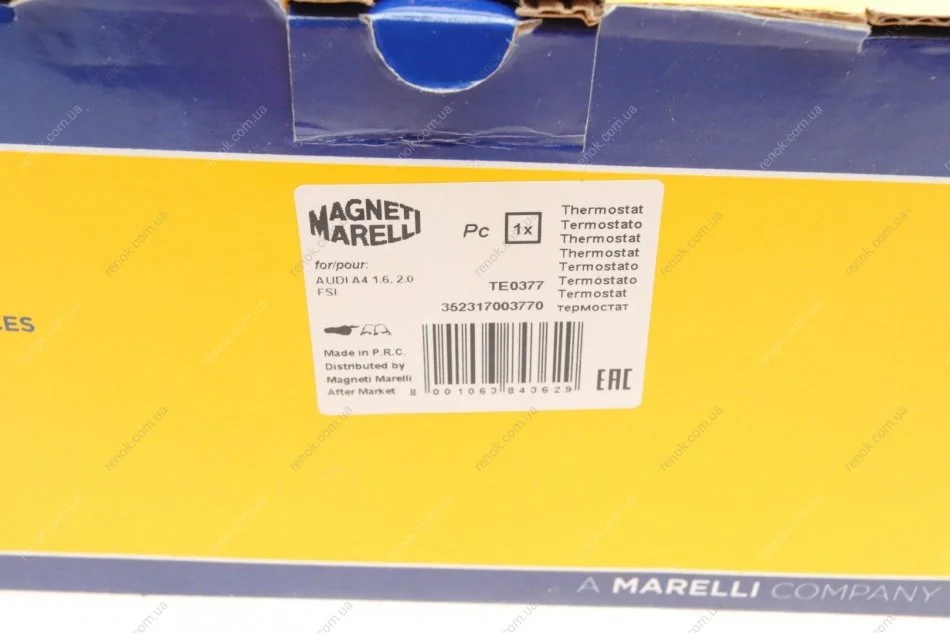 MAGNETI
MARELLI
Pc 1x
Thermostat
Termostato
Thermostat
Thermostat
Termostato
Termóstato
Termostat
термостат
for/pour:
AUDI A4 1.6. 2.0
FSI
TE0377
352317003770
Made in P.R.C.
Distributed by
Magneti Marelli
After Market
8 001063 843629
EAC
CES
A MARELLI COMPANY
renok.com.ua